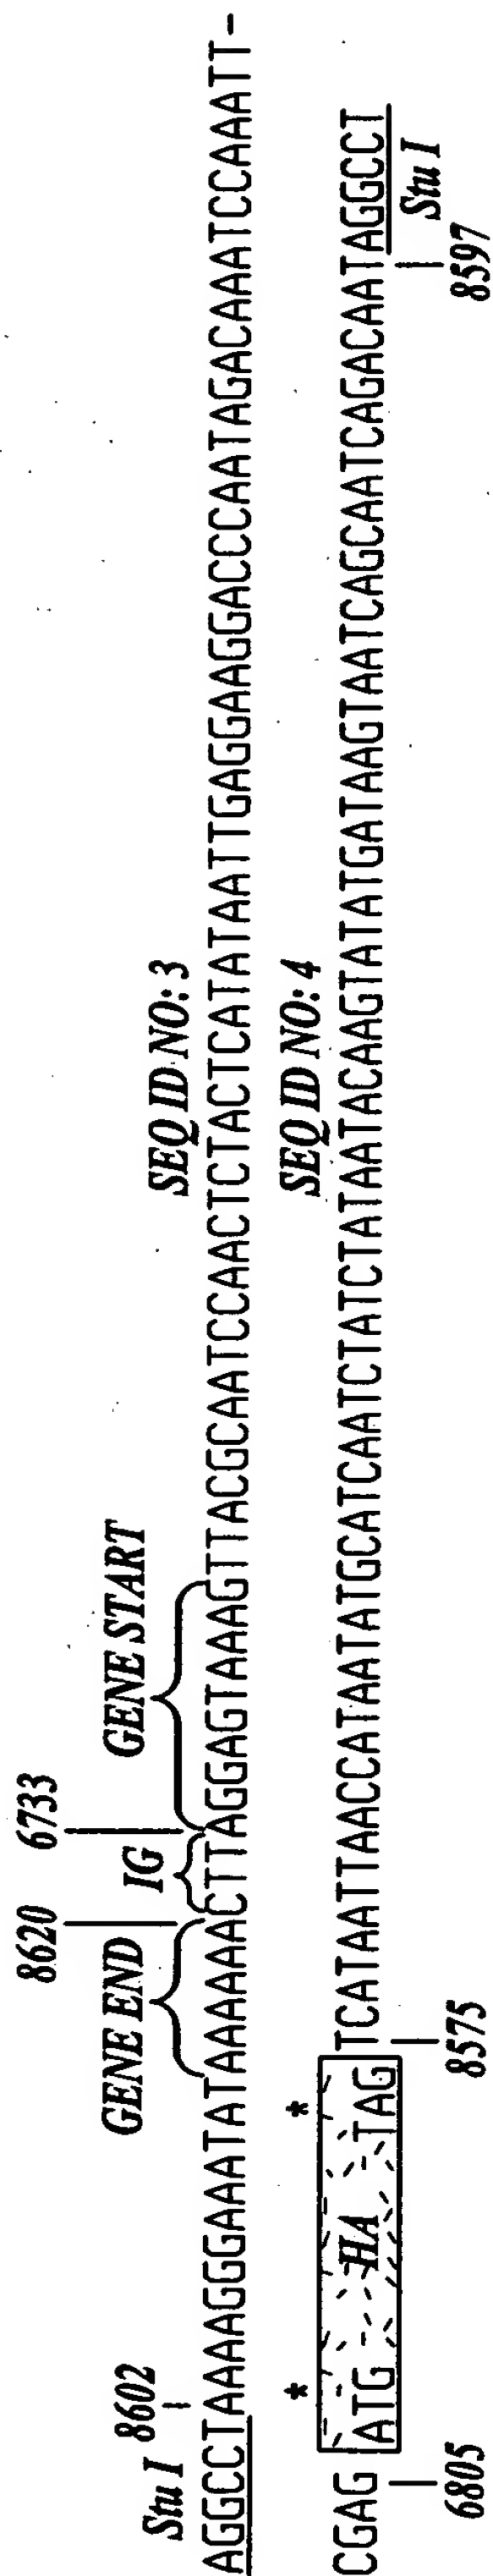 8620 6733
Stu I 8602 GENE END IG GENE START SEQ ID NO: 3
AGGCCTAAAAGGGAAATATAAAAAACTTAGGAGTAAAGTTACGCAATCCAACTCTACTCATATAATTGAGGAAGGACCCAATAGACAAATCCAAATT-
* * SEQ ID NO: 4
CGAG ATG HA TAG TCATAATTAACCATAATATGCATCAATCTATCTATAATACAAGTATATGATAAGTAATCAGCAATCAGACAATAGGCCT
6805 8575 Stu I
8597